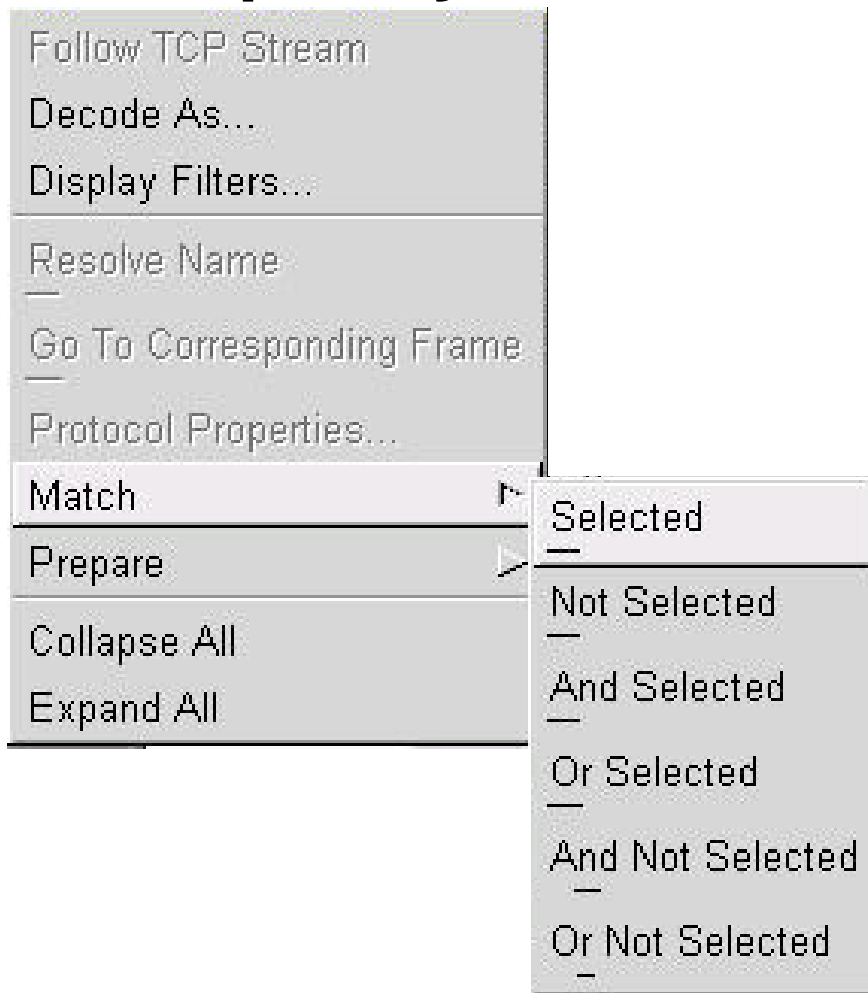 Follow TCP Stream
Decode As...
Display Filters...
Resolve Name
Go To Corresponding Frame
Protocol Properties...
Match
Prepare
Collapse All
Expand All
Selected
Not Selected
And Selected
Or Selected
And Not Selected
Or Not Selected